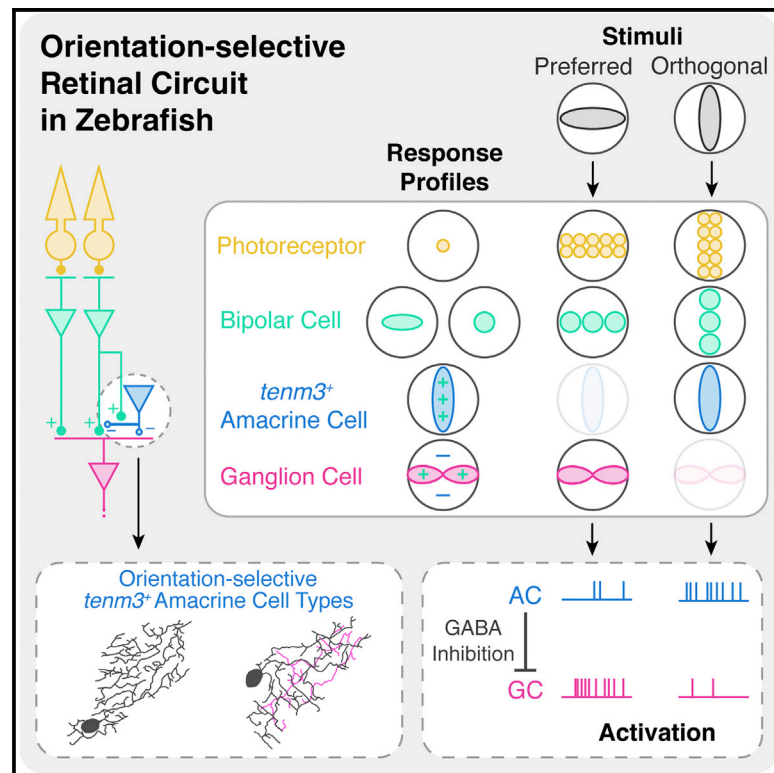 Orientation-selective
Retinal Circuit
in Zebrafish
Stimuli
Preferred Orthogonal
Response
Profiles
Photoreceptor
Bipolar Cell
tenm3+
Amacrine Cell
Ganglion Cell
+ + + − −
+ + +
− + + −
Orientation-selective
tenm3+ Amacrine Cell Types
AC
GABA
Inhibition
GC
Activation